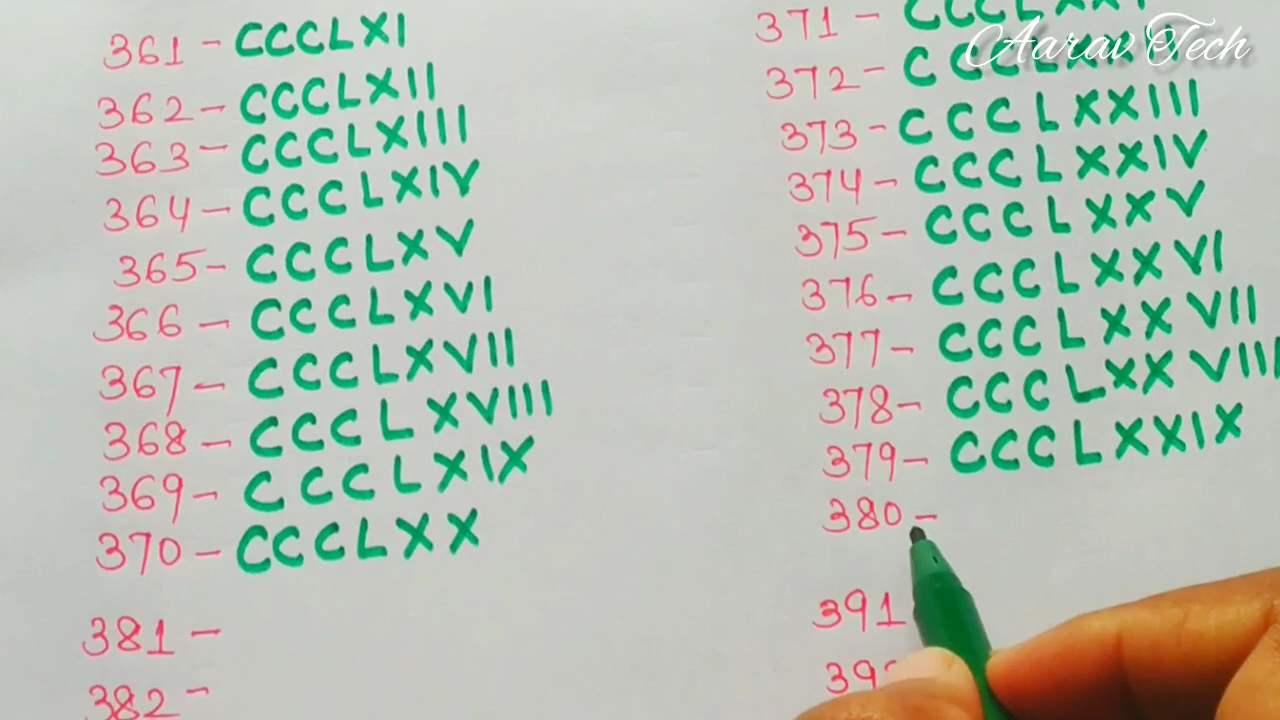 361 - CCCLXI
362 - CCCLXII
363 - CCCLXIII
364 - CCCLXIV
365 - CCCLXV
366 - CCCLXVI
367 - CCCLXVII
368 - CCCLXVIII
369 - CCCLXIX
370 - CCCLXX
381 -
382 -
Aarav Tech
371 -
372 -
373 - CCCLXXIII
374 - CCCLXXIV
375 - CCCLXXV
376 - CCCLXXVI
377 - CCCLXXVII
378 - CCCLXXVIII
379 - CCCLXXIX
380 -
391